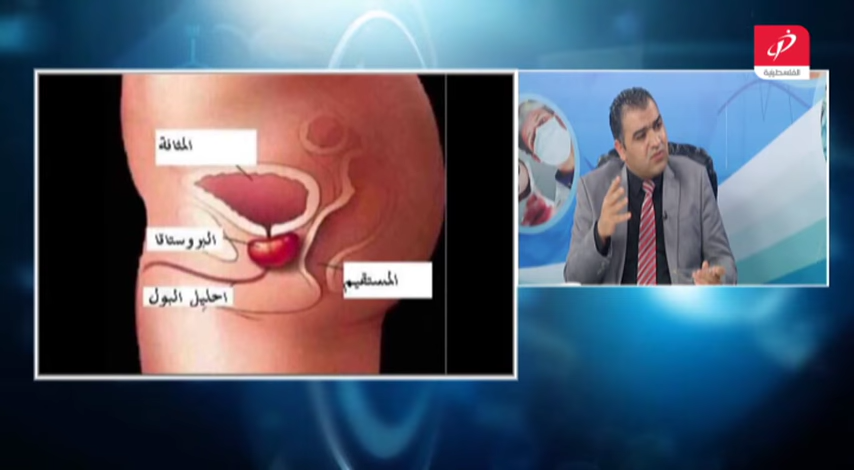 الفلسطينية
المثانة
البروستاتا
المستقيم
احليل البول